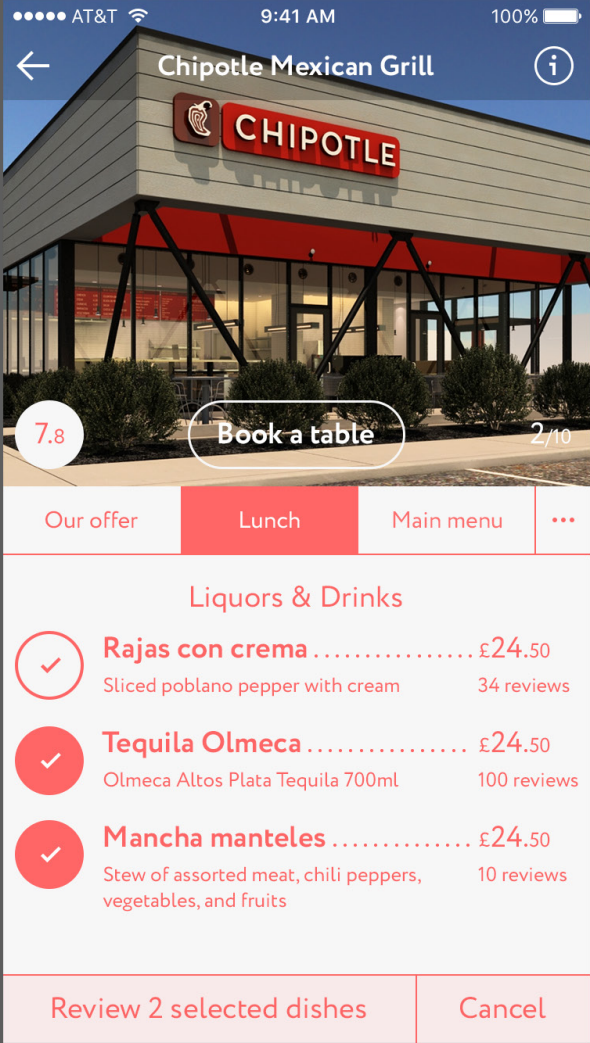 AT&T 9:41 AM 100%
Chipotle Mexican Grill
CHIPOTLE
7.8 Book a table 2/10
Our offer Lunch Main menu ...
Liquors & Drinks
Rajas con crema ................ £24.50
Sliced poblano pepper with cream 34 reviews
Tequila Olmeca ................ £24.50
Olmeca Altos Plata Tequila 700ml 100 reviews
Mancha manteles ............. £24.50
Stew of assorted meat, chili peppers, 10 reviews
vegetables, and fruits
Review 2 selected dishes Cancel